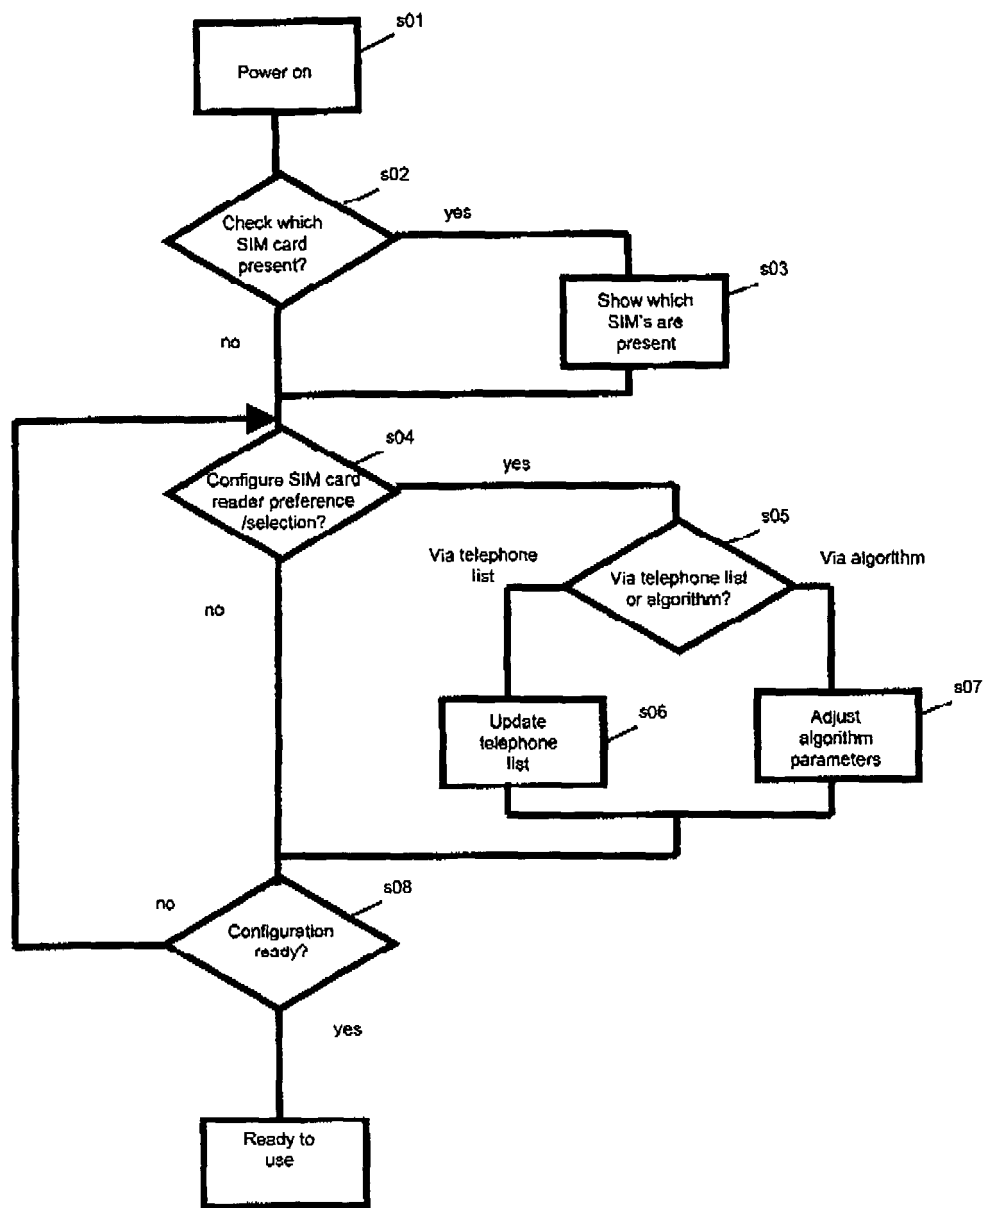 s01
Power on
s02
Check which
SIM card
present?
yes
s03
Show which
SIM's are
present
no
s04
Configure SIM card
reader preference
/selection?
yes
s05
Via telephone
list
Via telephone list
or algorithm?
Via algorithm
no
s06
Update
telephone
list
s07
Adjust
algorithm
parameters
s08
no
Configuration
ready?
yes
Ready to
use